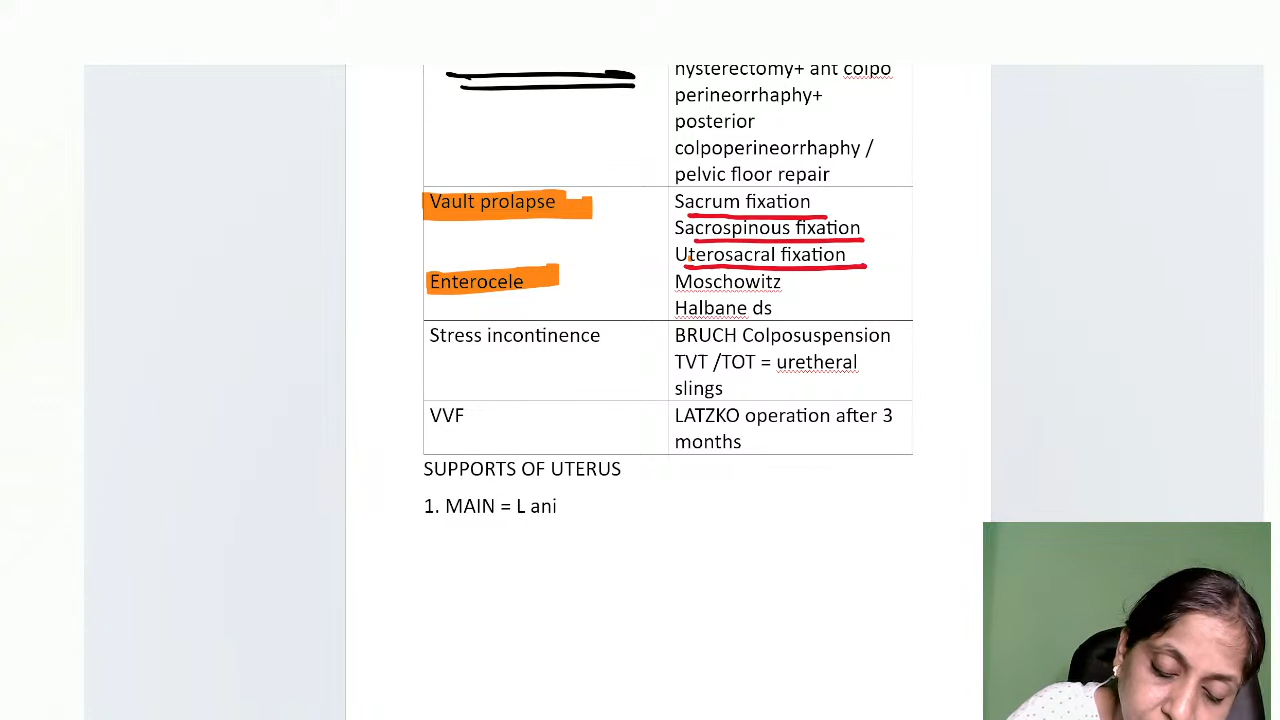 hysterectomy+ ant colpo
perineorrhaphy+
posterior
colpoperineorrhaphy /
pelvic floor repair
Vault prolapse
Sacrum fixation
Sacrospinous fixation
Uterosacral fixation
Enterocele
Moschowitz
Halbane ds
Stress incontinence
BRUCH Colposuspension
TVT /TOT = uretheral
slings
VVF
LATZKO operation after 3
months
SUPPORTS OF UTERUS
1. MAIN = L ani